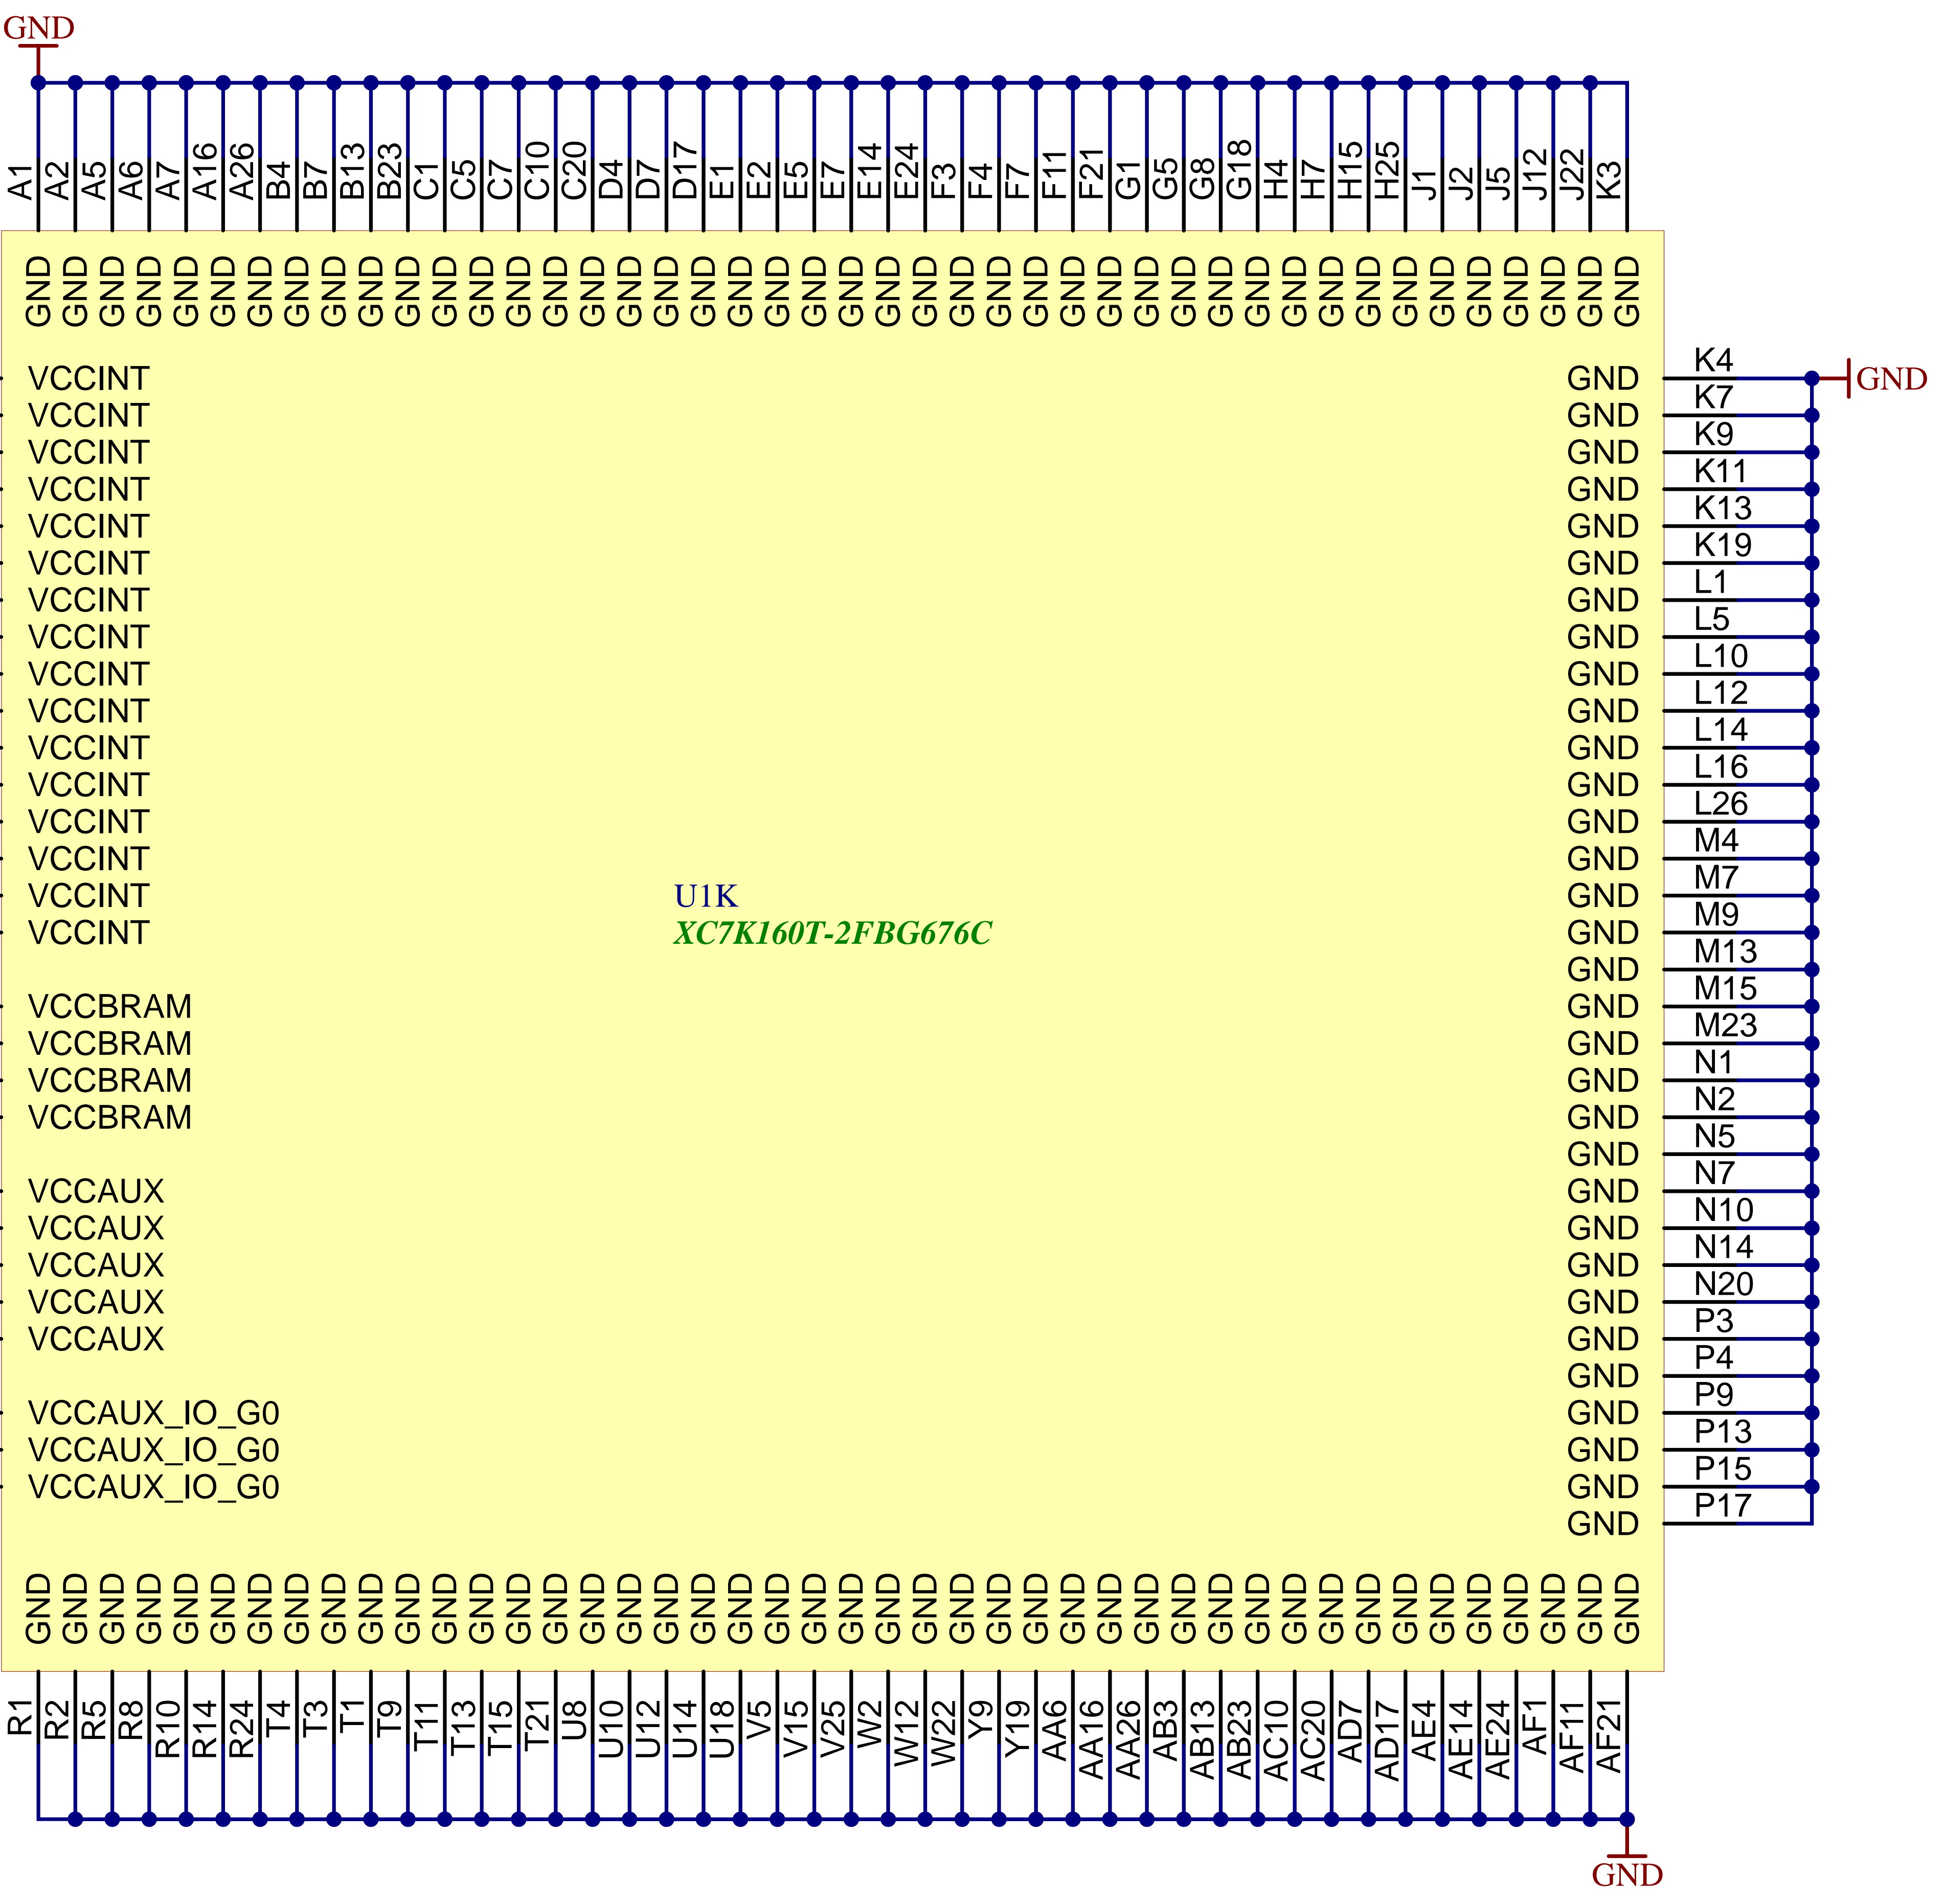 GND
A1 A2 A5 A6 A7 A16 A26 B4 B7 B13 B23 C1 C5 C7 C10 C20 D4 D7 D17 E1 E2 E5 E7 E14 E24 F3 F4 F7 F11 F21 G1 G5 G8 G18 H4 H7 H15 H25 J1 J2 J5 J12 J22 K3
GND GND GND GND GND GND GND GND GND GND GND GND GND GND GND GND GND GND GND GND GND GND GND GND GND GND GND GND GND GND GND GND GND GND GND GND GND GND GND GND GND GND GND GND
VCCINT GND K4 GND
VCCINT GND K7
VCCINT GND K9
VCCINT GND K11
VCCINT GND K13
VCCINT GND K19
VCCINT GND L1
VCCINT GND L5
VCCINT GND L10
VCCINT GND L12
VCCINT GND L14
VCCINT GND L16
VCCINT GND L26
VCCINT GND M4
VCCINT U1K GND M7
VCCINT XC7K160T-2FBG676C GND M9
GND M13
VCCBRAM GND M15
VCCBRAM GND M23
VCCBRAM GND N1
VCCBRAM GND N2
GND N5
VCCAUX GND N7
VCCAUX GND N10
VCCAUX GND N14
VCCAUX GND N20
VCCAUX GND P3
GND P4
VCCAUX_IO_G0 GND P9
VCCAUX_IO_G0 GND P13
VCCAUX_IO_G0 GND P15
GND P17
GND GND GND GND GND GND GND GND GND GND GND GND GND GND GND GND GND GND GND GND GND GND GND GND GND GND GND GND GND GND GND GND GND GND GND GND GND GND GND GND GND GND GND GND
R1 R2 R5 R8 R10 R14 R24 T4 T3 T1 T9 T11 T13 T15 T21 U8 U10 U12 U14 U18 V5 V15 V25 W2 W12 W22 Y9 Y19 AA6 AA16 AA26 AB3 AB13 AB23 AC10 AC20 AD7 AD17 AE4 AE14 AE24 AF1 AF11 AF21
GND